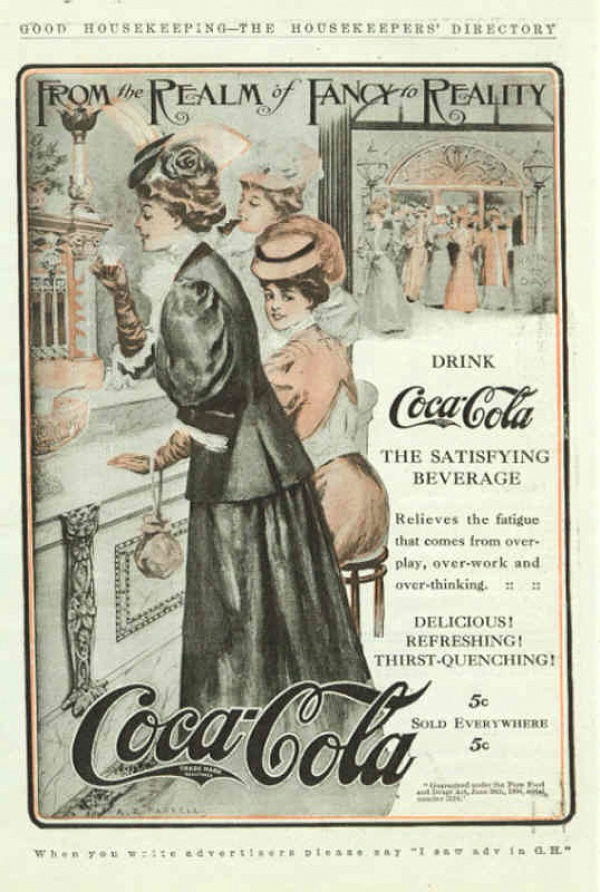 GOOD HOUSEKEEPING—THE HOUSEKEEPERS' DIRECTORY
FROM the REALM of FANCY to REALITY
DRINK
Coca-Cola
THE SATISFYING
BEVERAGE
Relieves the fatigue
that comes from over-
play, over-work and
over-thinking. :: ::
DELICIOUS!
REFRESHING!
THIRST-QUENCHING!
5c
SOLD EVERYWHERE
5c
Coca-Cola
TRADE MARK
REGISTERED
"Guaranteed under the Pure Food
and Drugs Act, June 30th, 1906, serial
number
When you write advertisers please say "I saw adv in G. H."